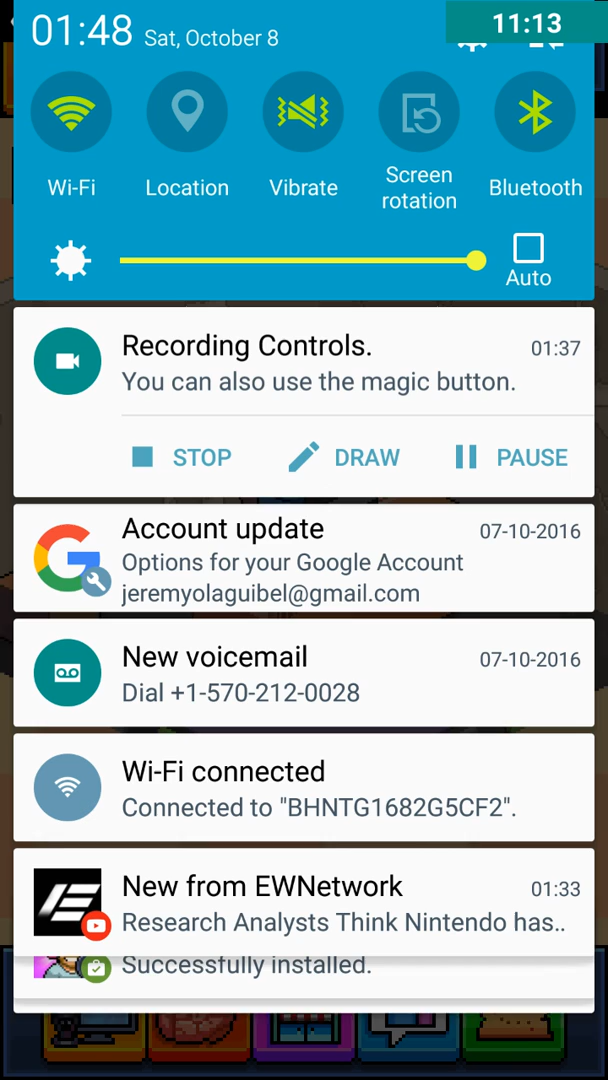 01:48 Sat, October 8
11:13
Wi-Fi
Location
Vibrate
Screen
rotation
Bluetooth
Auto
Recording Controls. 01:37
You can also use the magic button.
STOP DRAW PAUSE
Account update 07-10-2016
Options for your Google Account
jeremyolaguibel@gmail.com
New voicemail 07-10-2016
Dial +1-570-212-0028
Wi-Fi connected
Connected to "BHNTG1682G5CF2".
New from EWNetwork 01:33
Research Analysts Think Nintendo has..
Successfully installed.